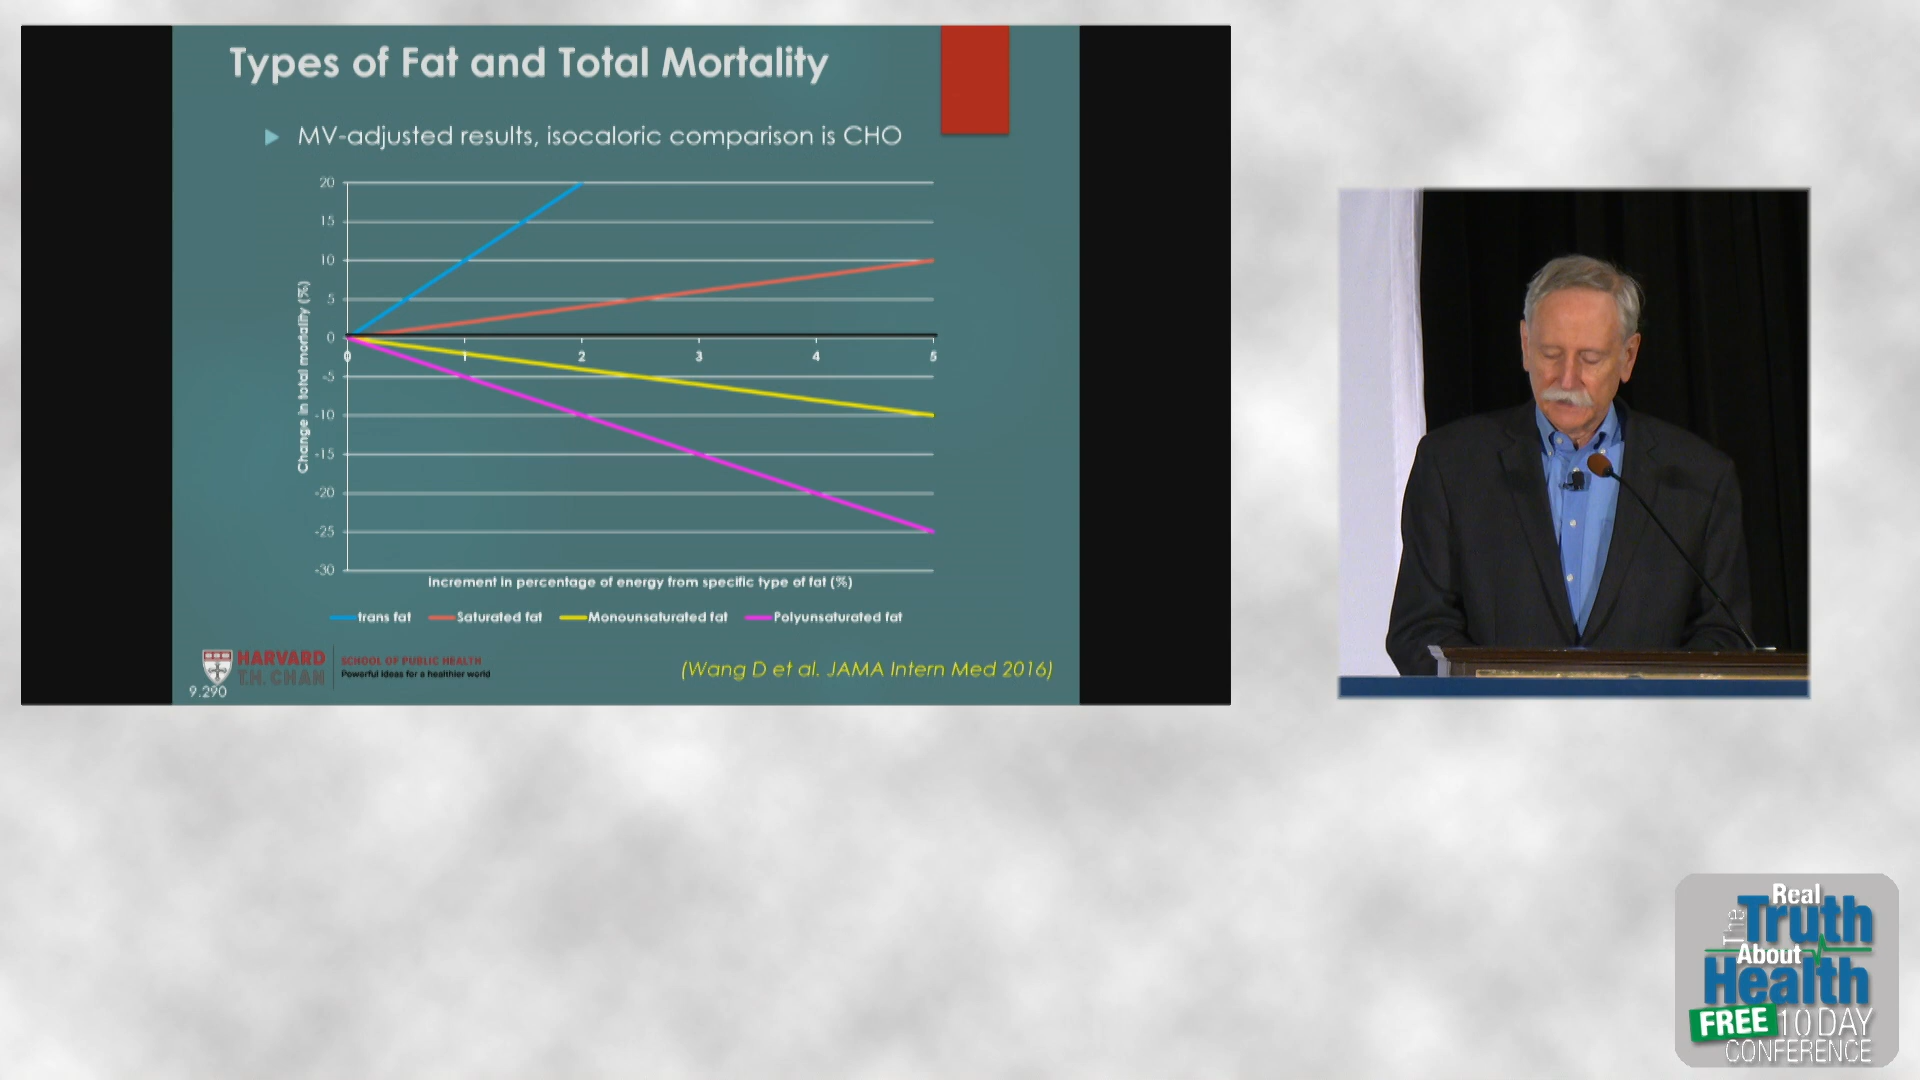 Types of Fat and Total Mortality
MV-adjusted results, isocaloric comparison is CHO
20
15
10
5
0
-5
-10
-15
-20
-25
-30
0 1 2 3 4 5
Change in total mortality (%)
Increment in percentage of energy from specific type of fat (%)
trans fat Saturated fat Monounsaturated fat Polyunsaturated fat
HARVARD
T.H. CHAN
SCHOOL OF PUBLIC HEALTH
Powerful ideas for a healthier world
(Wang D et al. JAMA Intern Med 2016)
9.290
The Real
Truth
About
Health
FREE 10 DAY
CONFERENCE